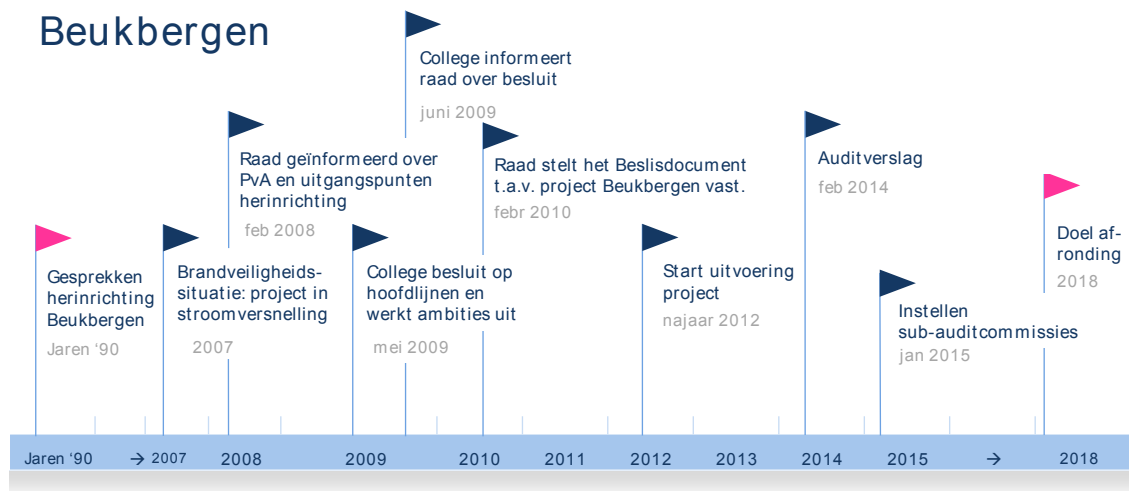 Beukbergen
College informeert
raad over besluit
juni 2009
Raad geïnformeerd over
PvA en uitgangspunten
herinrichting
feb 2008
Raad stelt het Beslisdocument
t.a.v. project Beukbergen vast.
febr 2010
Auditverslag
feb 2014
Doel af-
ronding
2018
Gesprekken
herinrichting
Beukbergen
Jaren ‘90
Brandveiligheids-
situatie: project in
stroomversnelling
2007
College besluit op
hoofdlijnen en
werkt ambities uit
mei 2009
Start uitvoering
project
najaar 2012
Instellen
sub-auditcommissies
jan 2015
Jaren ‘90 → 2007 2008 2009 2010 2011 2012 2013 2014 2015 → 2018